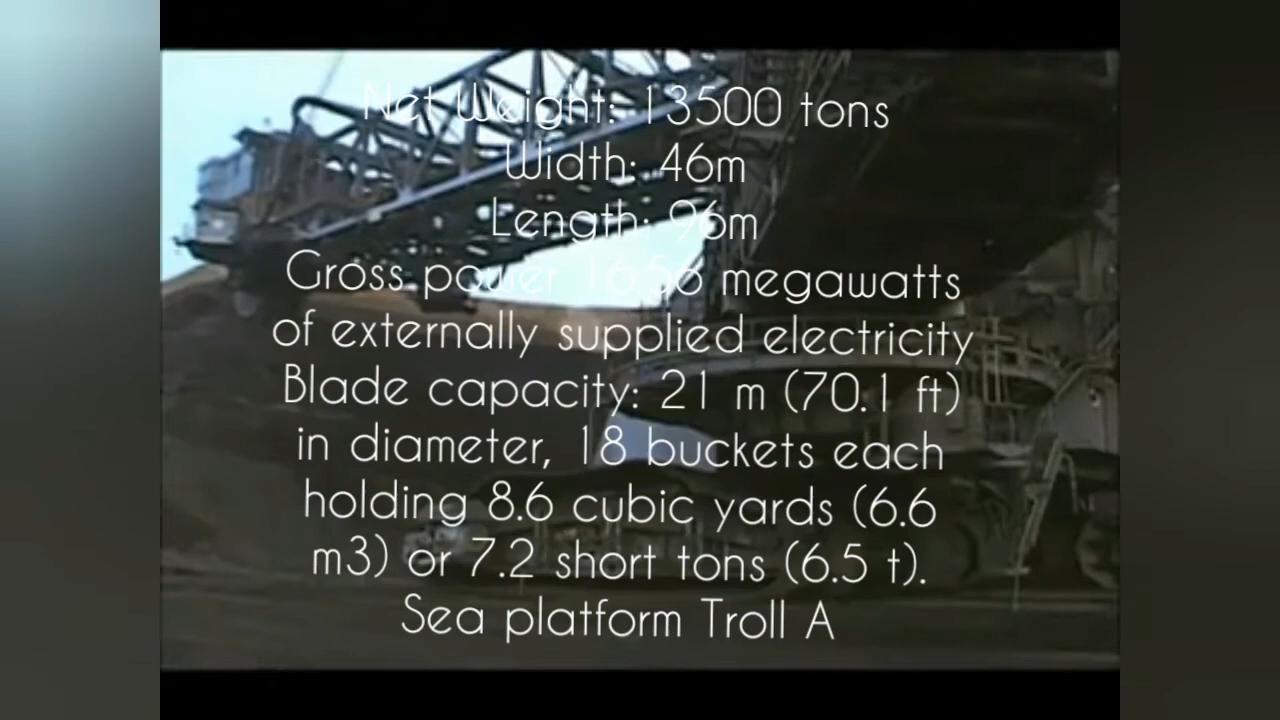 Net Weight: 13500 tons
Width: 46m
Length: 96m
Gross power 16.56 megawatts
of externally supplied electricity
Blade capacity: 21 m (70.1 ft)
in diameter, 18 buckets each
holding 8.6 cubic yards (6.6
m3) or 7.2 short tons (6.5 t).
Sea platform Troll A